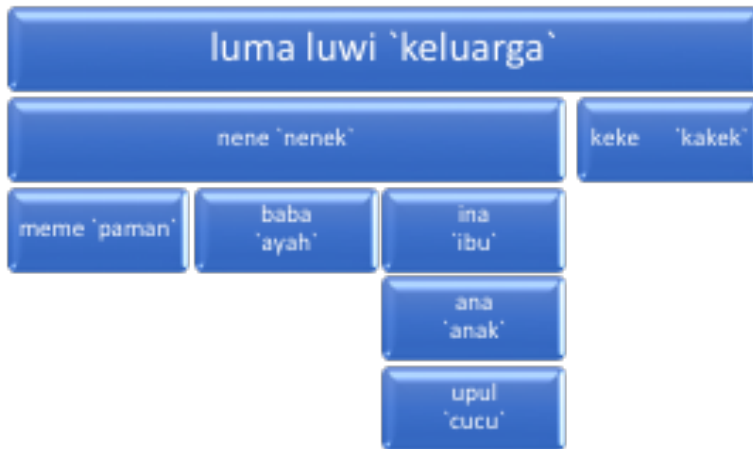 luma luwi `keluarga`
nene `nenek`
keke `kakek`
meme `paman`
baba
`ayah`
ina
`ibu`
ana
`anak`
upul
`cucu`